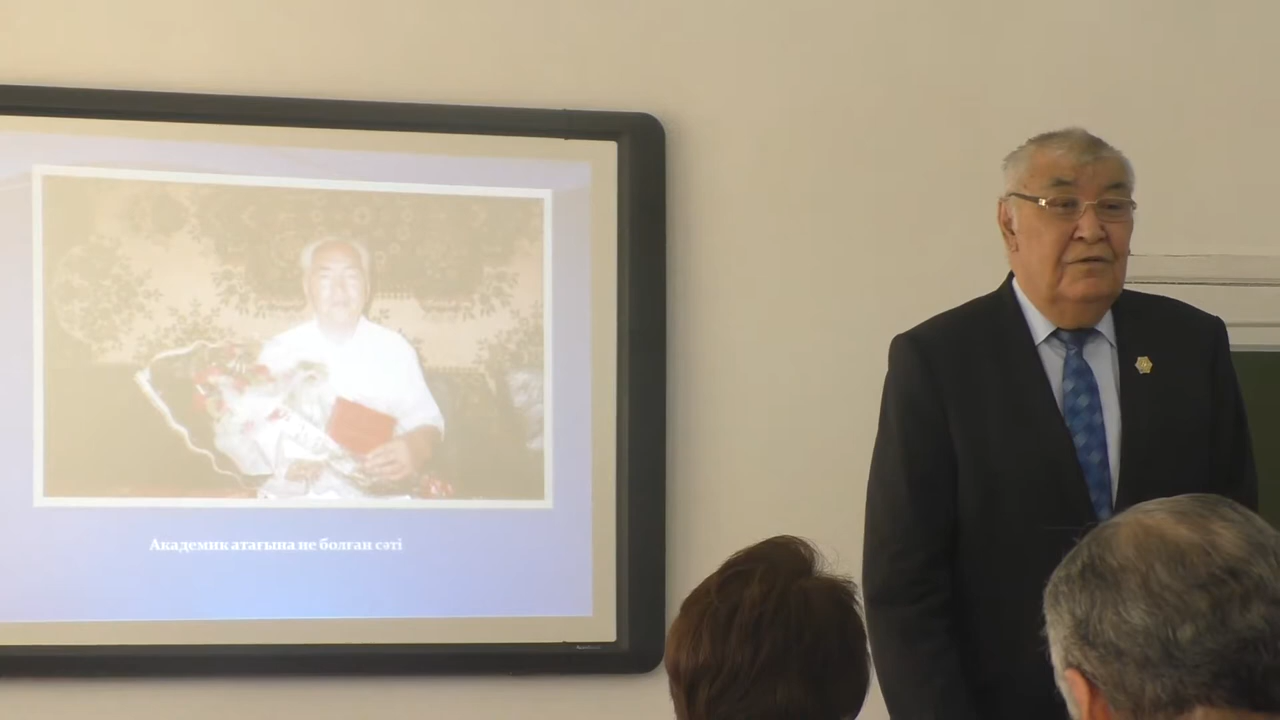 Академик атағына ие болған сәті